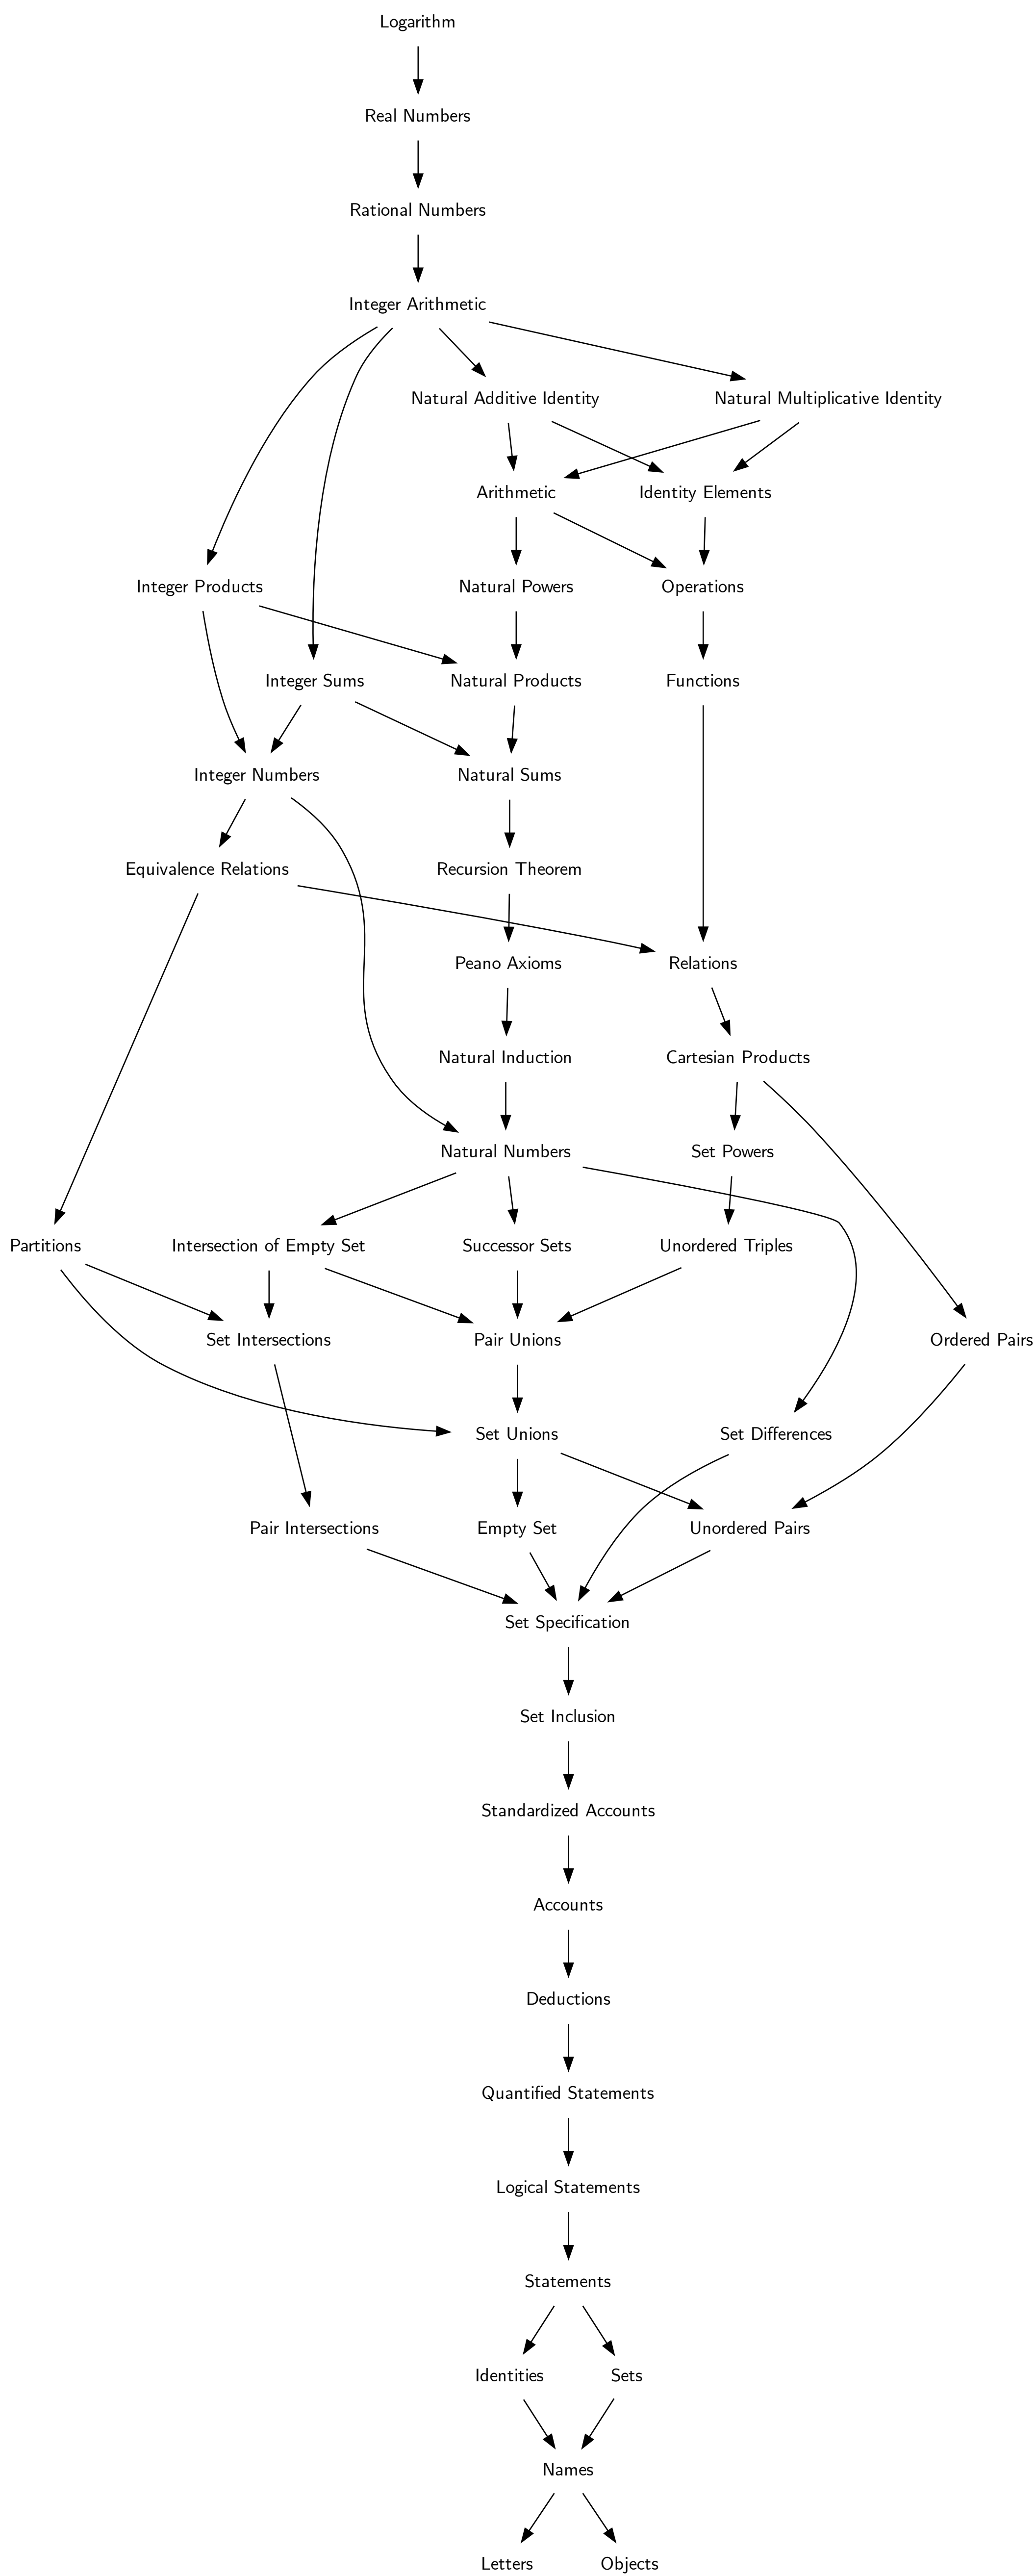 Logarithm
Real Numbers
Rational Numbers
Integer Arithmetic
Natural Additive Identity
Natural Multiplicative Identity
Arithmetic
Identity Elements
Integer Products
Natural Powers
Operations
Integer Sums
Natural Products
Functions
Integer Numbers
Natural Sums
Equivalence Relations
Recursion Theorem
Peano Axioms
Relations
Natural Induction
Cartesian Products
Natural Numbers
Set Powers
Partitions
Intersection of Empty Set
Successor Sets
Unordered Triples
Set Intersections
Pair Unions
Ordered Pairs
Set Unions
Set Differences
Pair Intersections
Empty Set
Unordered Pairs
Set Specification
Set Inclusion
Standardized Accounts
Accounts
Deductions
Quantified Statements
Logical Statements
Statements
Identities
Sets
Names
Letters
Objects